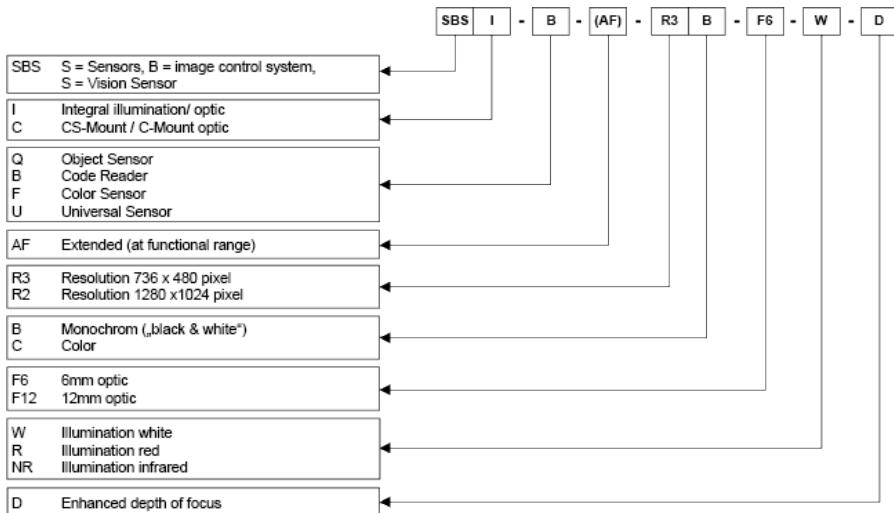 SBS I - B - (AF) - R3 B - F6 - W - D
SBS S = Sensors, B = image control system,
S = Vision Sensor
I Integral illumination/ optic
C CS-Mount / C-Mount optic
Q Object Sensor
B Code Reader
F Color Sensor
U Universal Sensor
AF Extended (at functional range)
R3 Resolution 736 x 480 pixel
R2 Resolution 1280 x1024 pixel
B Monochrom („black & white“)
C Color
F6 6mm optic
F12 12mm optic
W Illumination white
R Illumination red
NR Illumination infrared
D Enhanced depth of focus